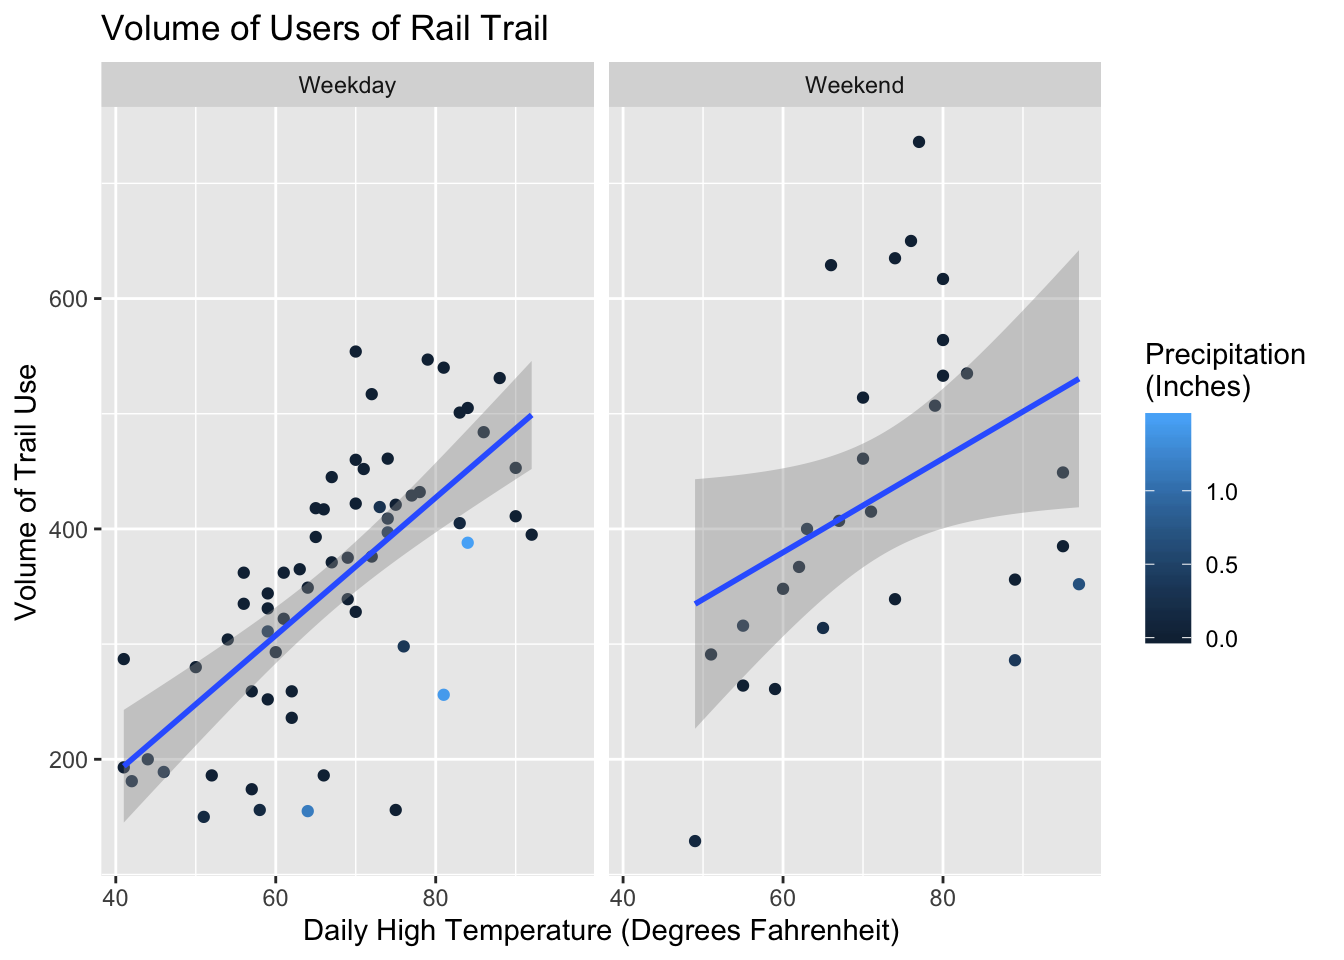 Volume of Users of Rail Trail
Weekday
Weekend
Volume of Trail Use
600
400
200
40
60
80
40
60
80
Daily High Temperature (Degrees Fahrenheit)
Precipitation
(Inches)
1.0
0.5
0.0